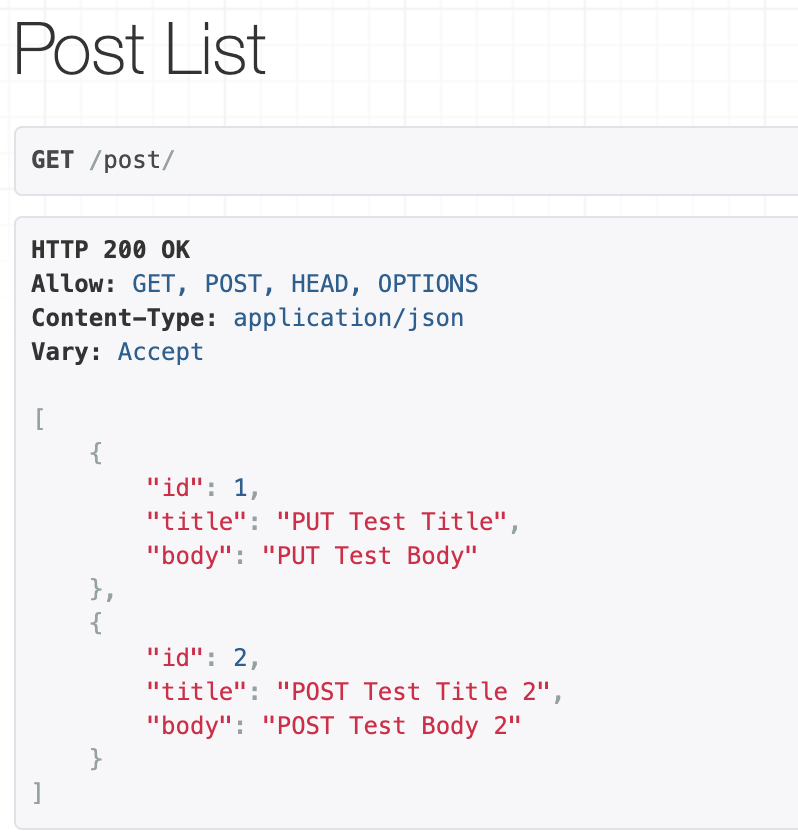 Post List
GET /post/
HTTP 200 OK
Allow: GET, POST, HEAD, OPTIONS
Content-Type: application/json
Vary: Accept
[
    {
        "id": 1,
        "title": "PUT Test Title",
        "body": "PUT Test Body"
    },
    {
        "id": 2,
        "title": "POST Test Title 2",
        "body": "POST Test Body 2"
    }
]